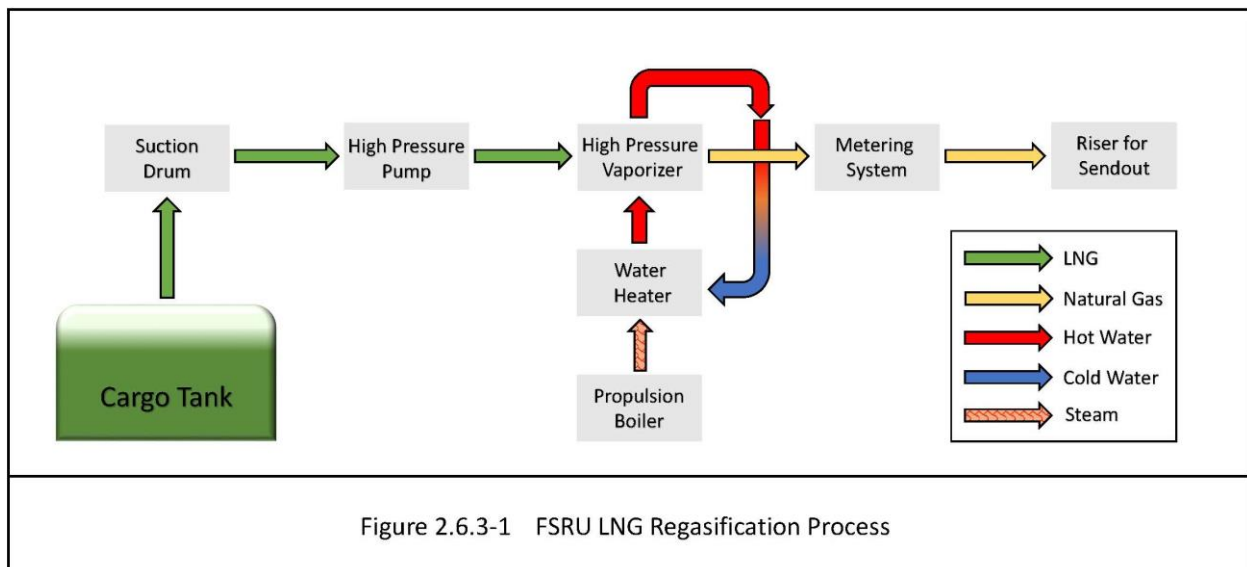 Suction
Drum
High Pressure
Pump
High Pressure
Vaporizer
Metering
System
Riser for
Sendout
Water
Heater
Cargo Tank
Propulsion
Boiler
LNG
Natural Gas
Hot Water
Cold Water
Steam
Figure 2.6.3-1 FSRU LNG Regasification Process